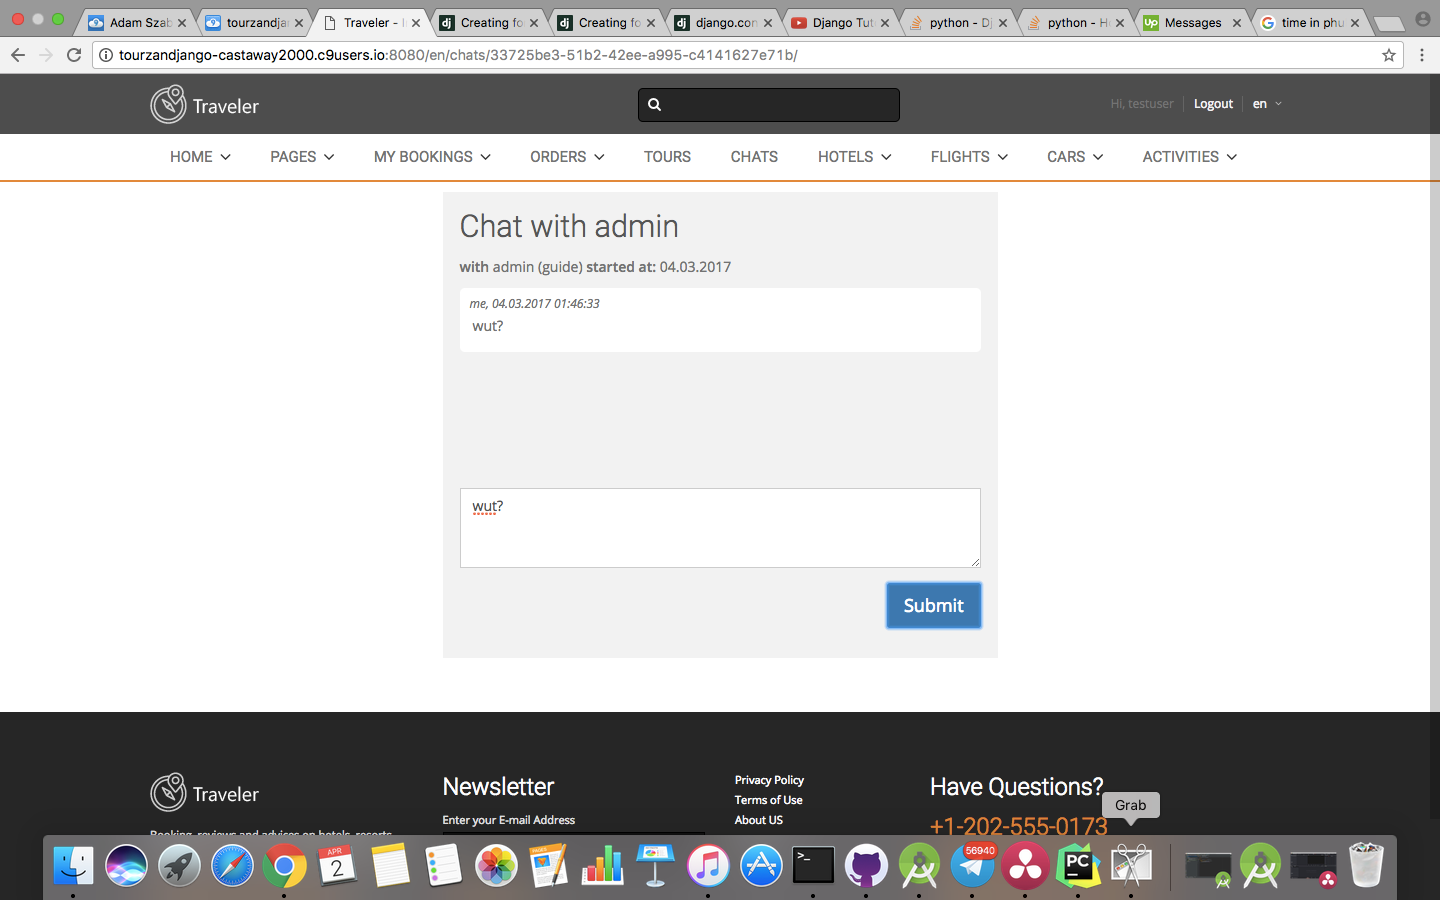 Adam Szab
tourzandja
Traveler - I
Creating fo
Creating fo
django.con
Django Tut
python - Dj
python - H
Messages
time in phu
tourzandjango-castaway2000.c9users.io:8080/en/chats/33725be3-51b2-42ee-a995-c4141627e71b/
Traveler
Hi, testuser
Logout
en
HOME
PAGES
MY BOOKINGS
ORDERS
TOURS
CHATS
HOTELS
FLIGHTS
CARS
ACTIVITIES
Chat with admin
with admin (guide) started at: 04.03.2017
me, 04.03.2017 01:46:33
wut?
wut?
Submit
Traveler
Newsletter
Enter your E-mail Address
Privacy Policy
Terms of Use
About US
Have Questions?
+1-202-555-0173
Grab
Booking, reviews and advices on hotels, resorts
APR
2
PAGES
>_
56940
PC